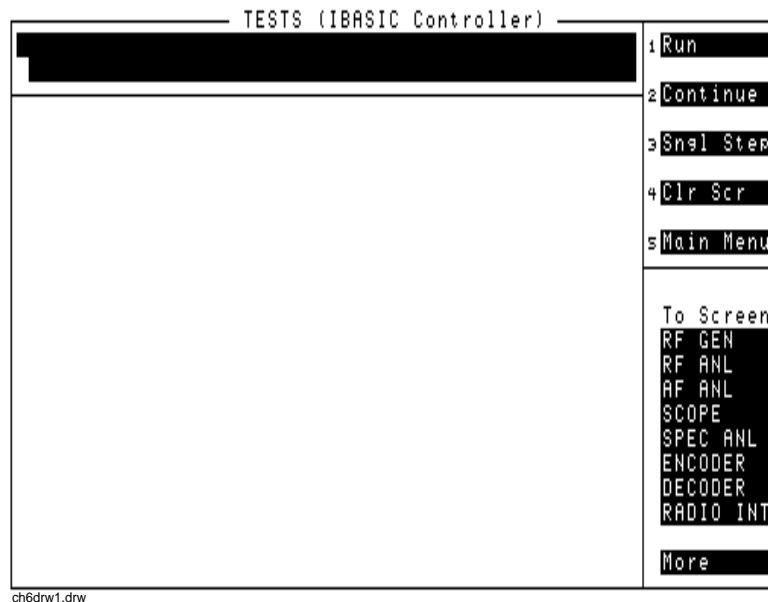 TESTS (IBASIC Controller)
1 Run
2 Continue
3 Sngl Step
4 Clr Scr
5 Main Menu
To Screen
RF GEN
RF ANL
AF ANL
SCOPE
SPEC ANL
ENCODER
DECODER
RADIO INT
More
ch6drw1.drw